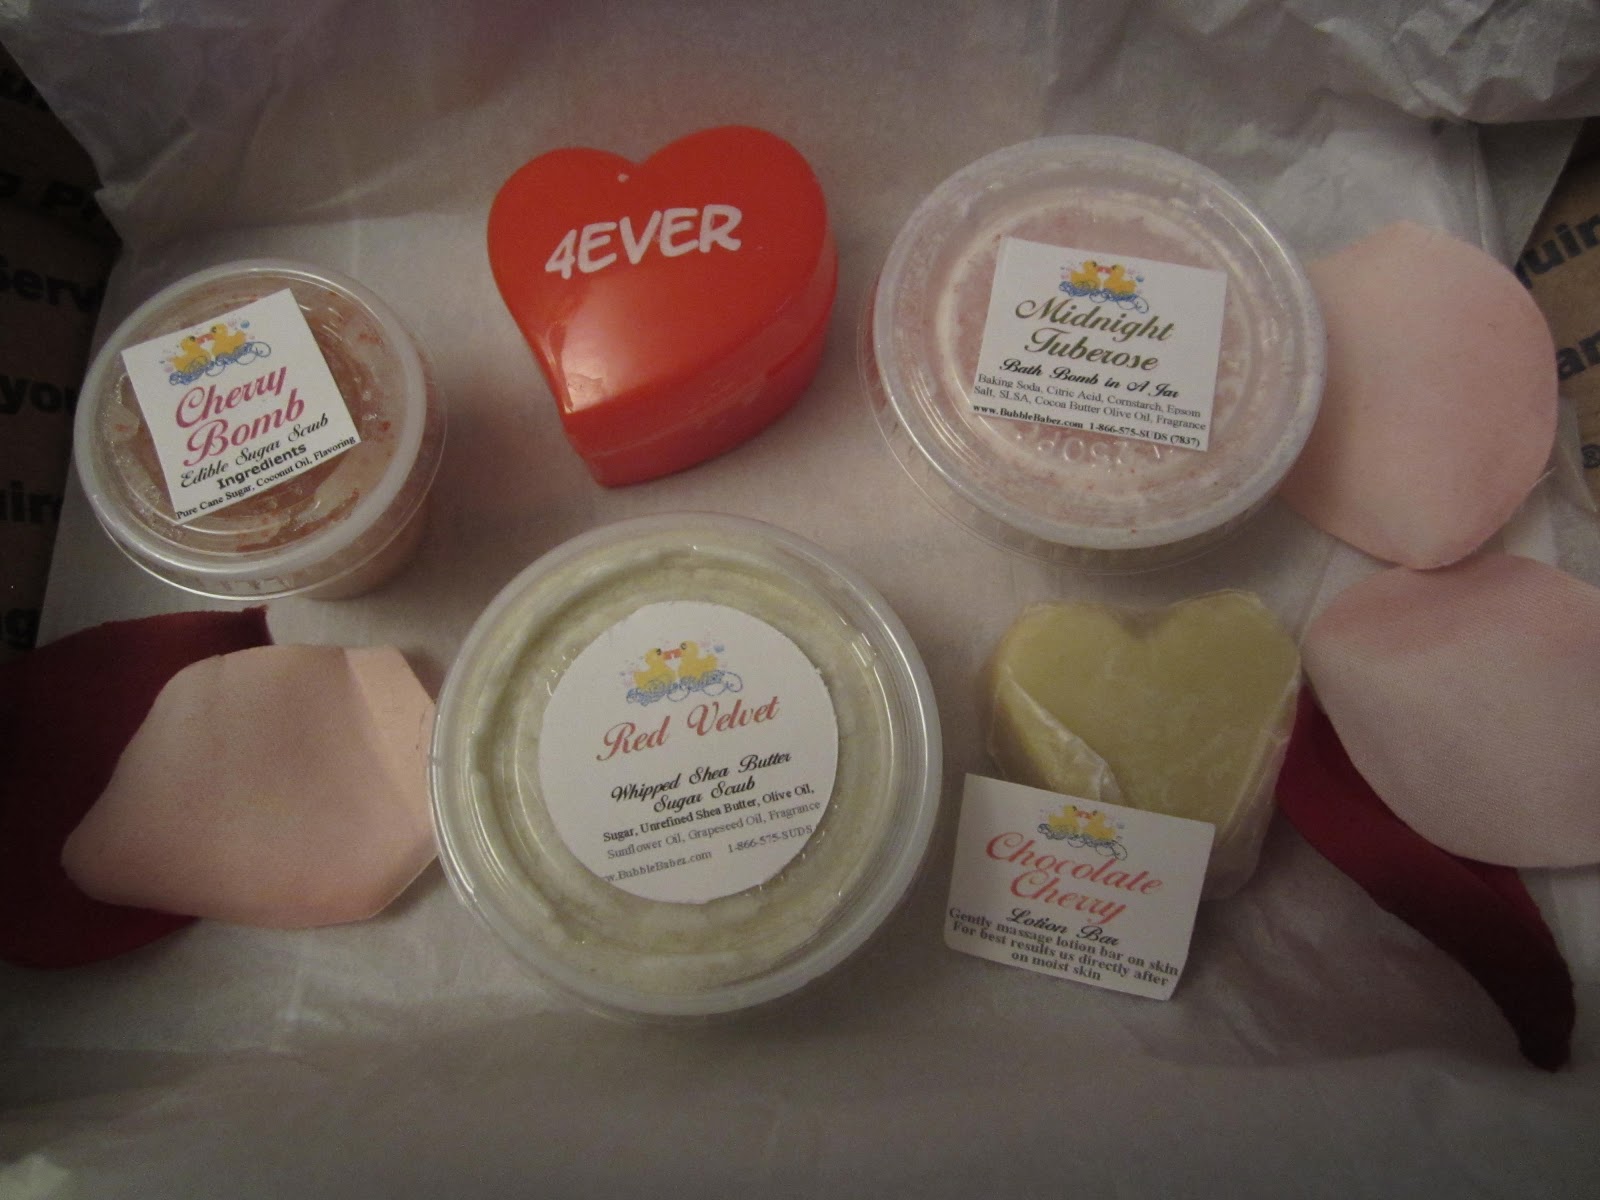 4EVER
Cherry
Bomb
Edible Sugar Scrub
Ingredients
Pure Cane Sugar, Coconut Oil, Flavoring
Midnight
Tuberose
Bath Bomb in A Jar
Baking Soda, Citric Acid, Cornstarch, Epsom
Salt, SLSA, Cocoa Butter Olive Oil, Fragrance
www.BubbleBabez.com 1-866-575-SUDS (7837)
Red Velvet
Whipped Shea Butter
Sugar Scrub
Sugar, Unrefined Shea Butter, Olive Oil,
Sunflower Oil, Grapeseed Oil, Fragrance
w.BubbleBabez.com 1-866-575-SUDS
Chocolate
Cherry
Lotion Bar
Gently massage lotion bar on skin
For best results us directly after
on moist skin